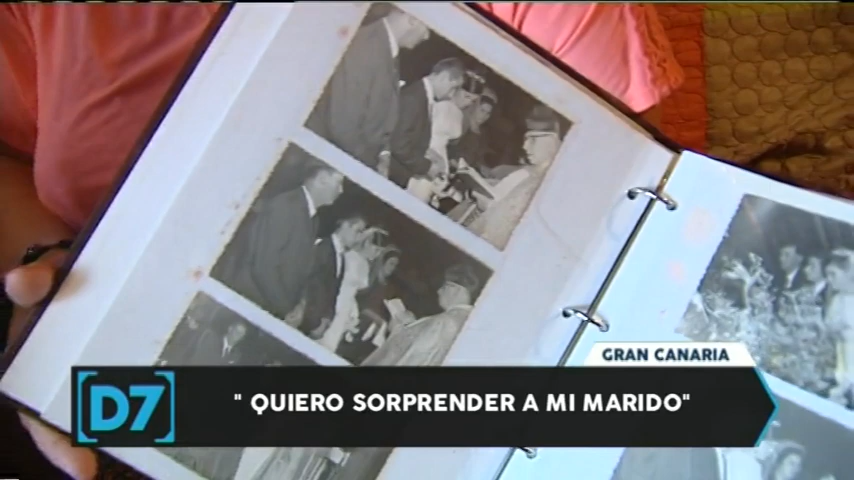 GRAN CANARIA
D7
" QUIERO SORPRENDER A MI MARIDO"